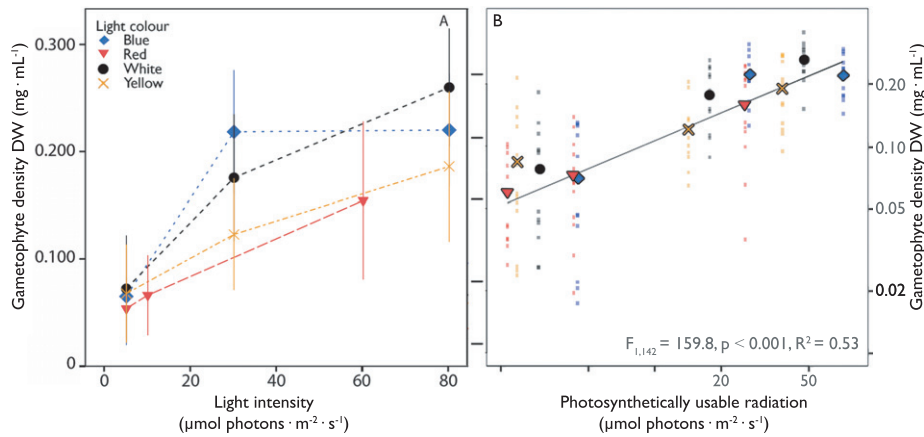 A
B
Light colour
Blue
Red
White
Yellow
Gametophyte density DW (mg · mL⁻¹)
0.300
0.200
0.100
0
0 20 40 60 80
Light intensity
(µmol photons · m⁻² · s⁻¹)
0.20
0.10
0.05
0.02
Gametophyte density DW (mg · mL⁻¹)
F₁,₁₄₂ = 159.8, p < 0.001, R² = 0.53
20 50
Photosynthetically usable radiation
(µmol photons · m⁻² · s⁻¹)